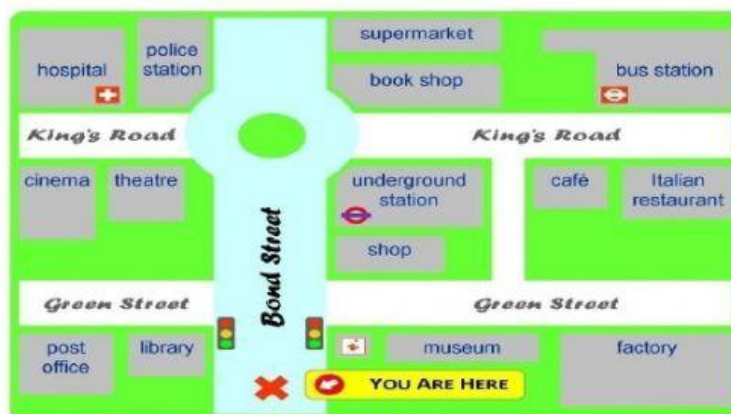 hospital
police
station
supermarket
book shop
bus station
King's Road
King's Road
cinema
theatre
underground
station
café
Italian
restaurant
shop
Bond Street
Green Street
Green Street
post
office
library
i
museum
factory
YOU ARE HERE